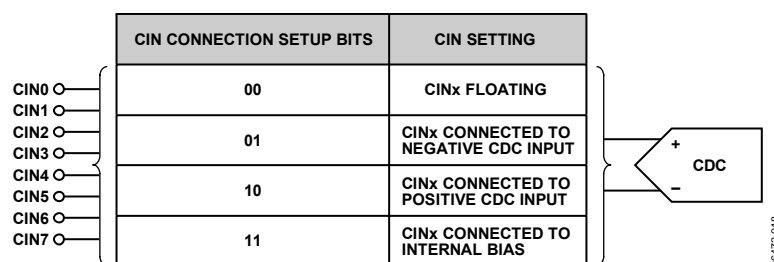 CIN CONNECTION SETUP BITS
CIN SETTING
CIN0
CIN1
CIN2
CIN3
CIN4
CIN5
CIN6
CIN7
00
CINx FLOATING
01
CINx CONNECTED TO
NEGATIVE CDC INPUT
10
CINx CONNECTED TO
POSITIVE CDC INPUT
11
CINx CONNECTED TO
INTERNAL BIAS
+
CDC
−